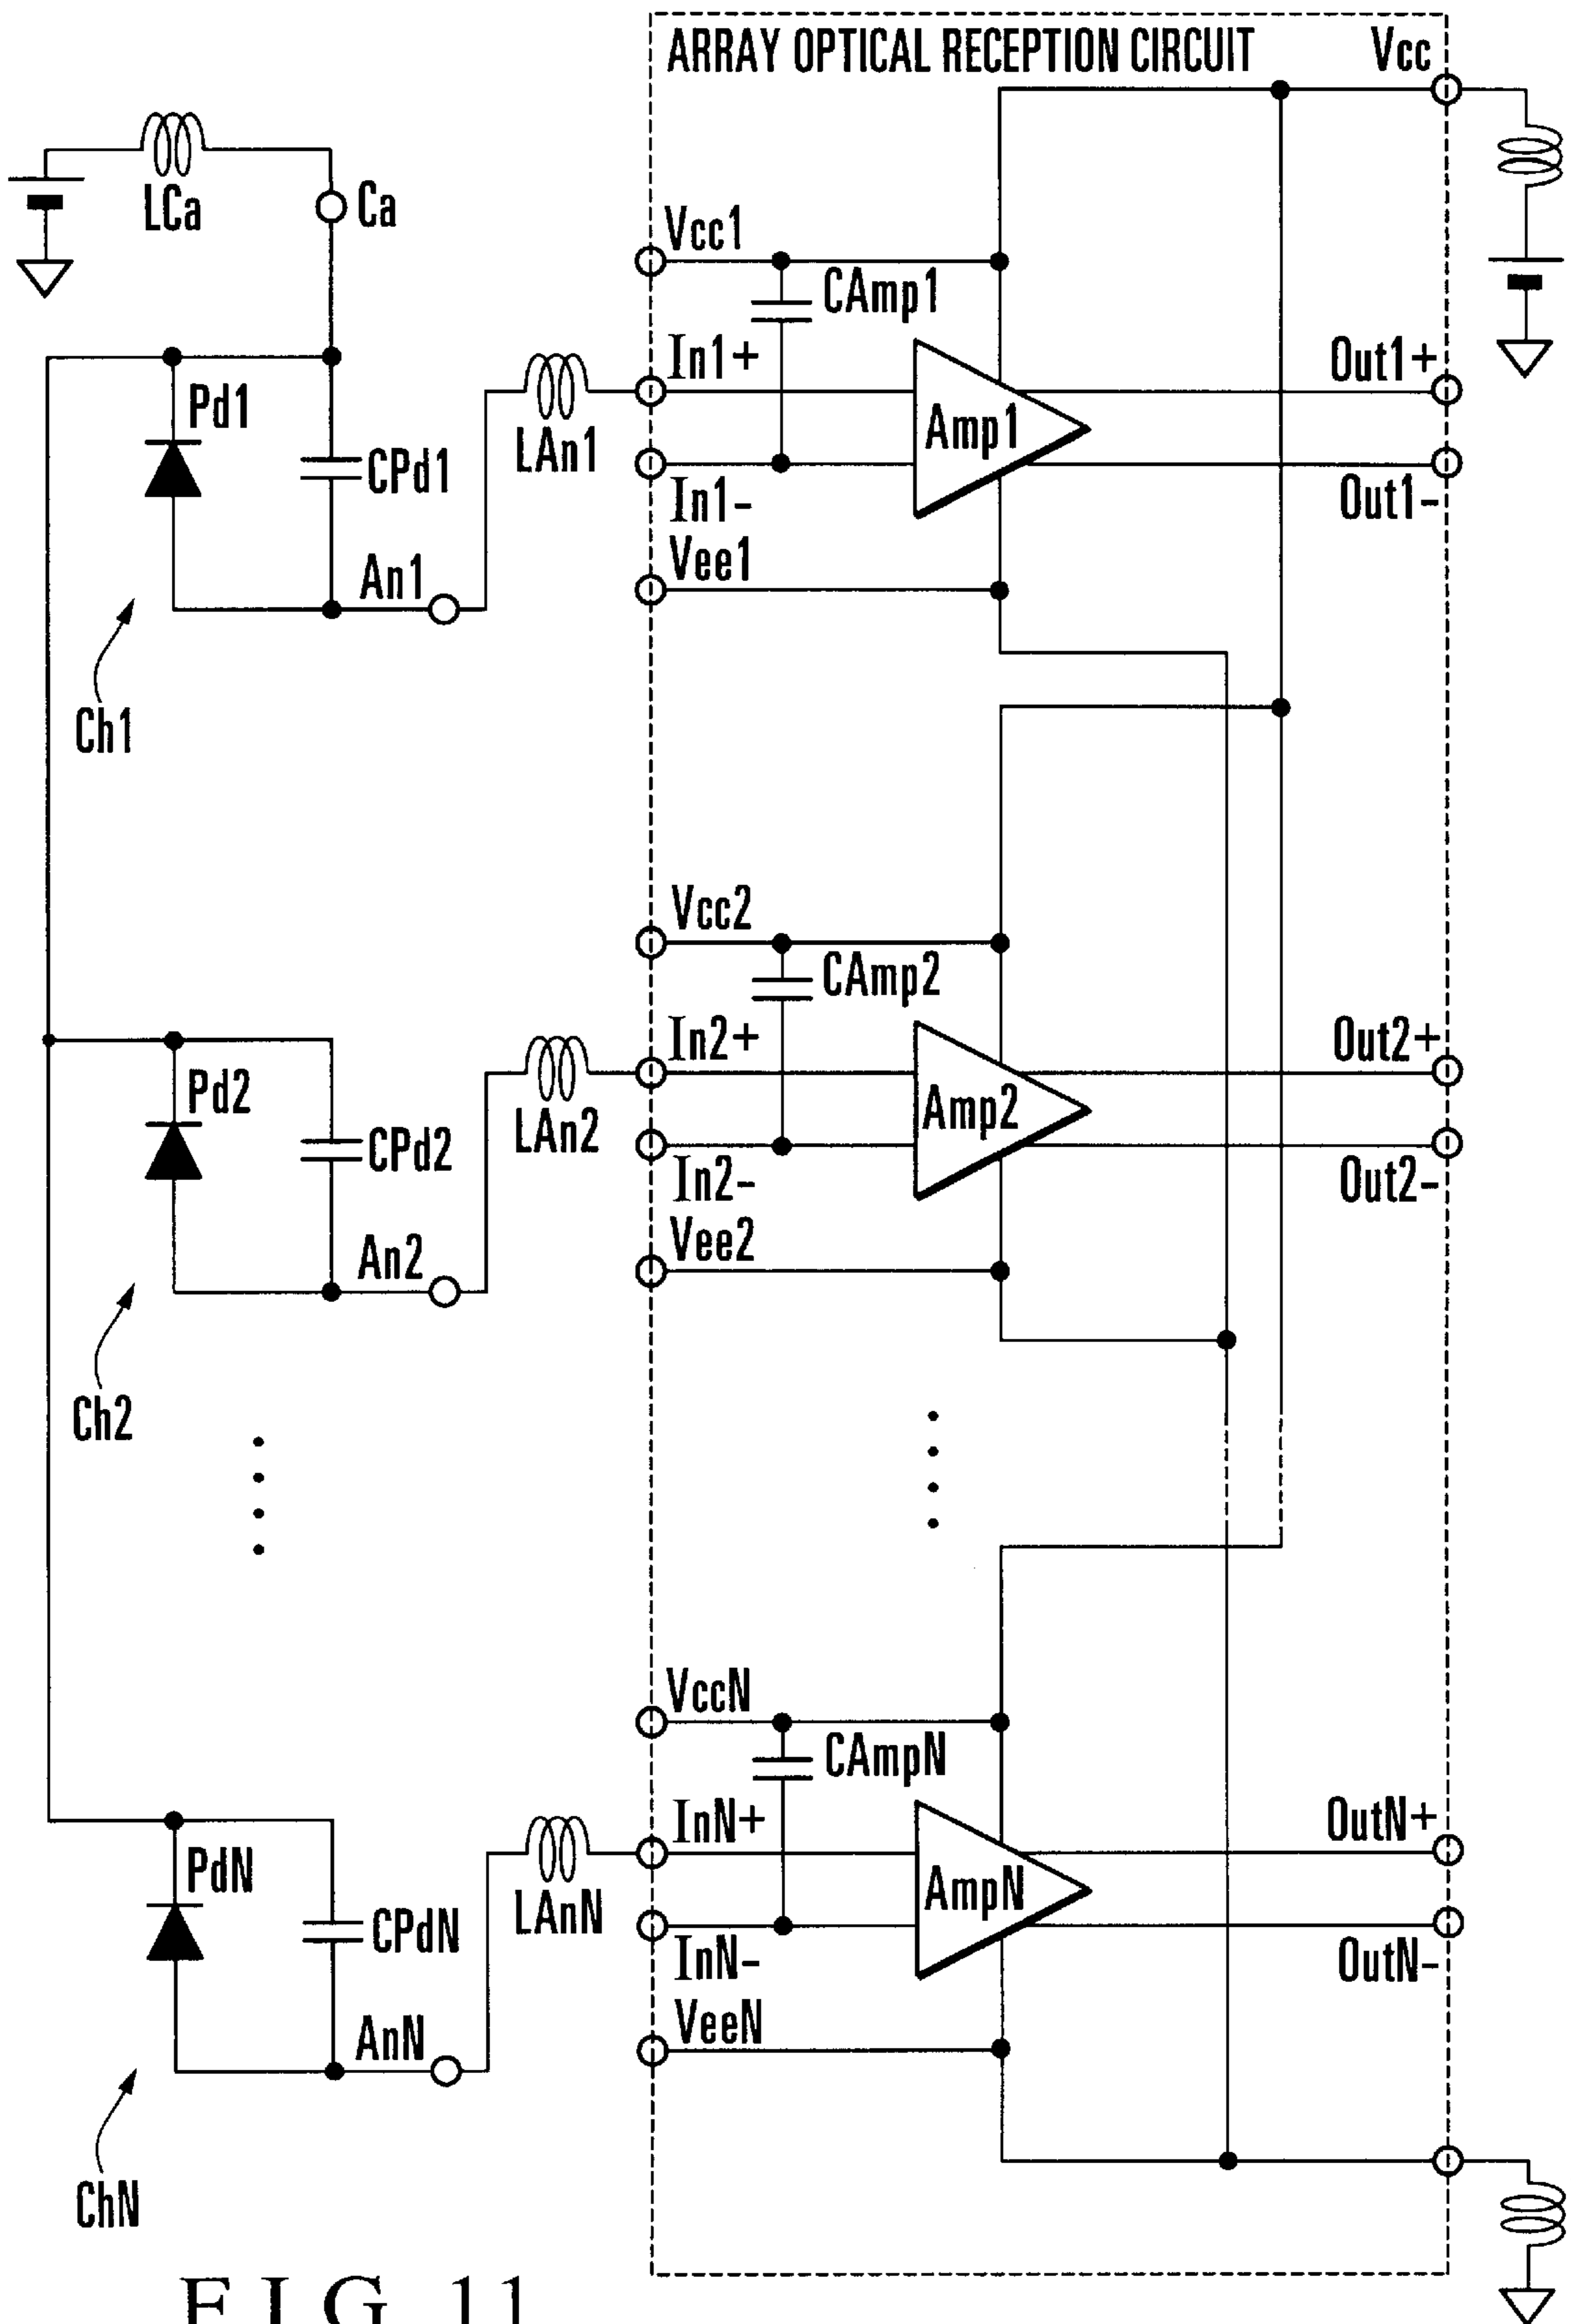 ARRAY OPTICAL RECEPTION CIRCUIT
Vcc
LCa
Ca
Vcc1
CAmp1
In1+
Out1+
Pd1
Amp1
LAn1
CPd1
In1-
Out1-
Vee1
An1
Ch1
Vcc2
CAmp2
In2+
Out2+
Pd2
Amp2
LAn2
CPd2
In2-
Out2-
Vee2
An2
Ch2
VccN
CAmpN
InN+
OutN+
PdN
AmpN
LAnN
CPdN
InN-
OutN-
VeeN
AnN
ChN
FIG. 11